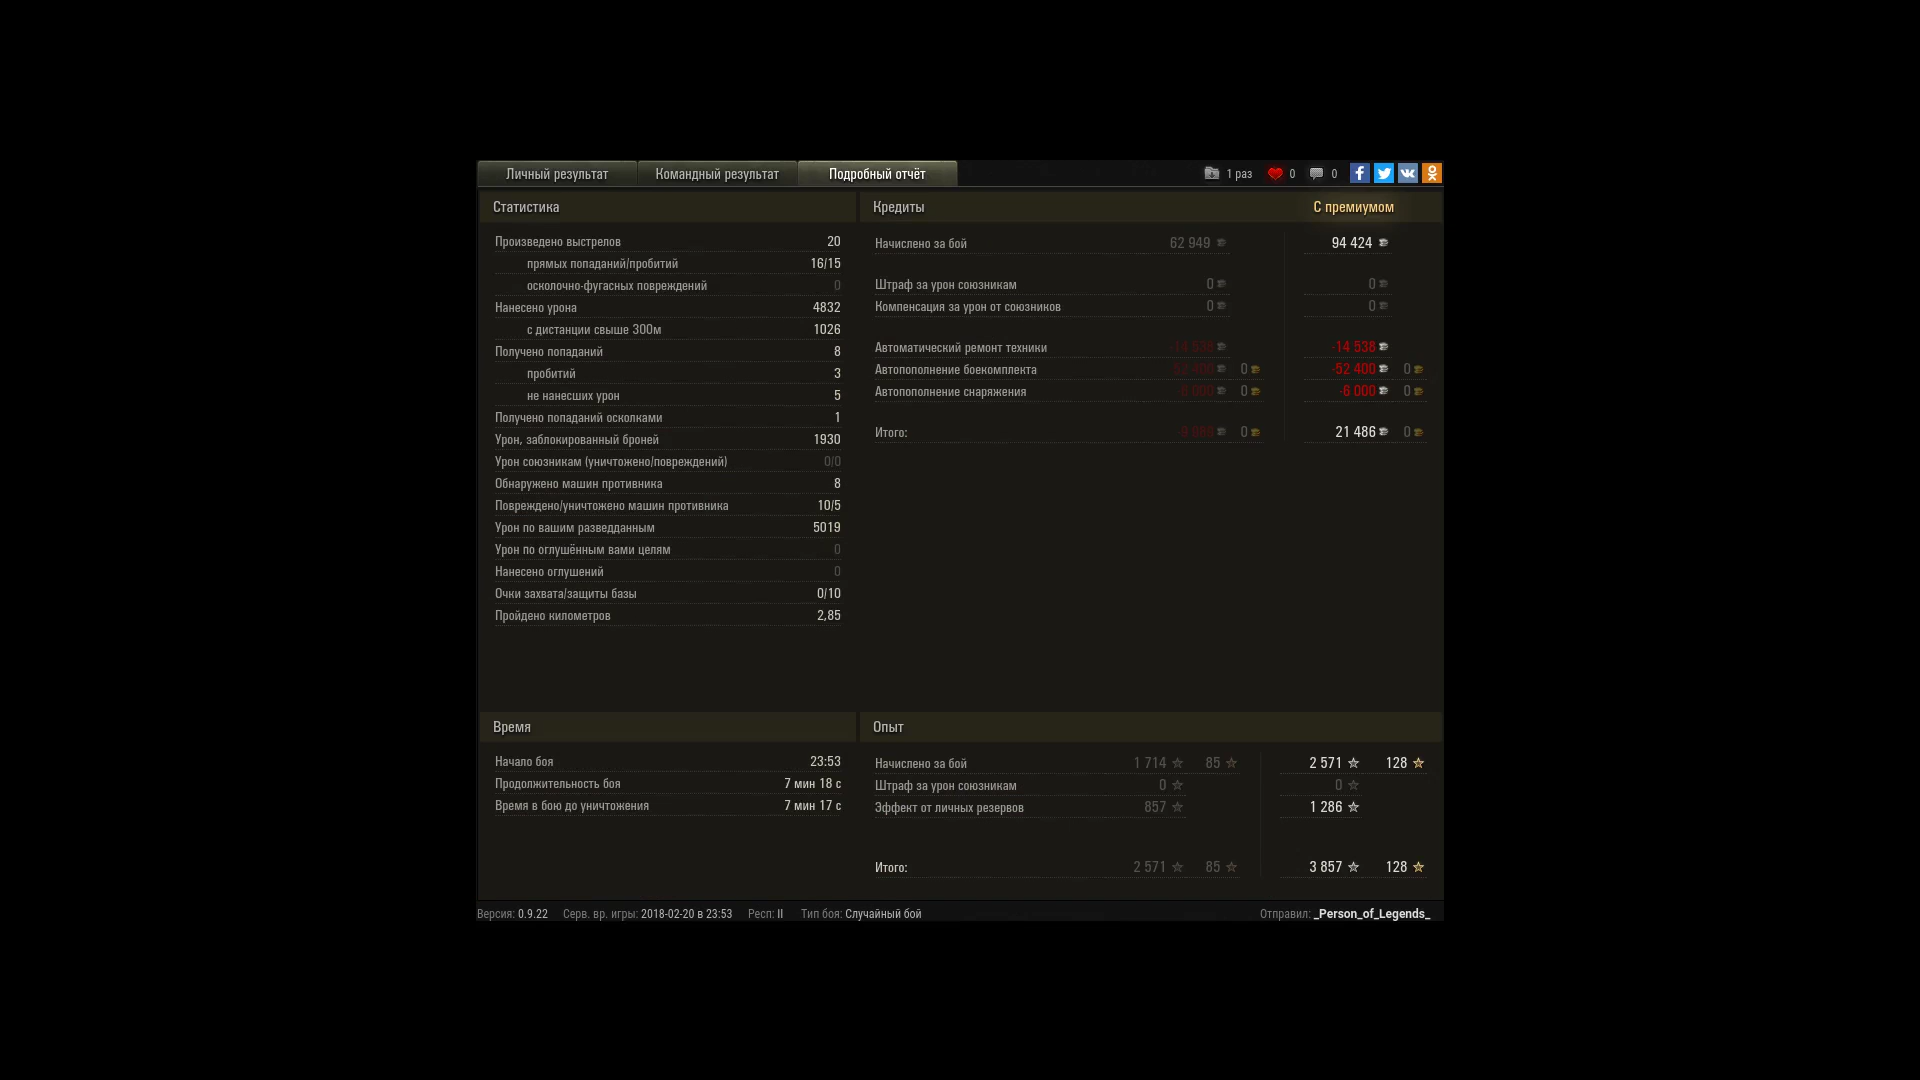 Личный результат Командный результат Подробный отчёт 1 раз 0 0
Статистика
Произведено выстрелов 20
прямых попаданий/пробитий 16/15
осколочно-фугасных повреждений 0
Нанесено урона 4832
с дистанции свыше 300м 1026
Получено попаданий 8
пробитий 3
не нанесших урон 5
Получено попаданий осколками 1
Урон, заблокированный броней 1930
Урон союзникам (уничтожено/повреждений) 0/0
Обнаружено машин противника 8
Повреждено/уничтожено машин противника 10/5
Урон по вашим разведданным 5019
Урон по оглушённым вами целям 0
Нанесено оглушений 0
Очки захвата/защиты базы 0/10
Пройдено километров 2,85
Кредиты С премиумом
Начислено за бой 62 949 94 424
Штраф за урон союзникам 0 0
Компенсация за урон от союзников 0 0
Автоматический ремонт техники -14 538 -14 538
Автопополнение боекомплекта -52 400 0 -52 400 0
Автопополнение снаряжения -6 000 0 -6 000 0
Итого: -9 989 0 21 486 0
Время
Начало боя 23:53
Продолжительность боя 7 мин 18 с
Время в бою до уничтожения 7 мин 17 с
Опыт
Начислено за бой 1 714 85 2 571 128
Штраф за урон союзникам 0 0
Эффект от личных резервов 857 1 286
Итого: 2 571 85 3 857 128
Версия: 0.9.22 Серв. вр. игры: 2018-02-20 в 23:53 Респ: II Тип боя: Случайный бой Отправил: _Person_of_Legends_